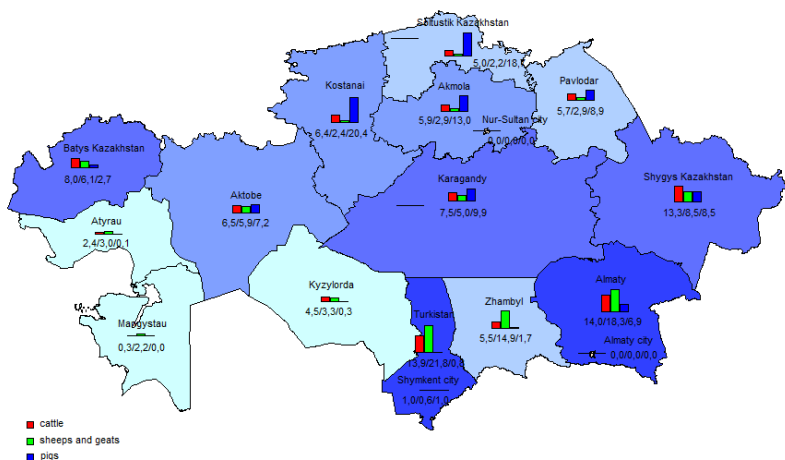 Soltustik Kazakhstan
5,0/2,2/18,
Kostanai
6,4/2,4/20,4
Akmola
5,9/2,9/13,0
Pavlodar
5,7/2,9/8,9
Nur-Sultan city
0,0/0,0/0,0
Batys Kazakhstan
8,0/6,1/2,7
Aktobe
6,5/5,9/7,2
Karagandy
7,5/5,0/9,9
Shygys Kazakhstan
13,3/8,5/8,5
Atyrau
2,4/3,0/0,1
Kyzylorda
4,5/3,3/0,3
Mangystau
0,3/2,2/0,0
Turkistan
13,9/21,8/0,8
Zhambyl
5,5/14,9/1,7
Almaty
14,0/18,3/6,9
Almaty city
0,0/0,0/0,0
Shymkent city
1,0/0,6/1,0
cattle
sheeps and geats
pigs